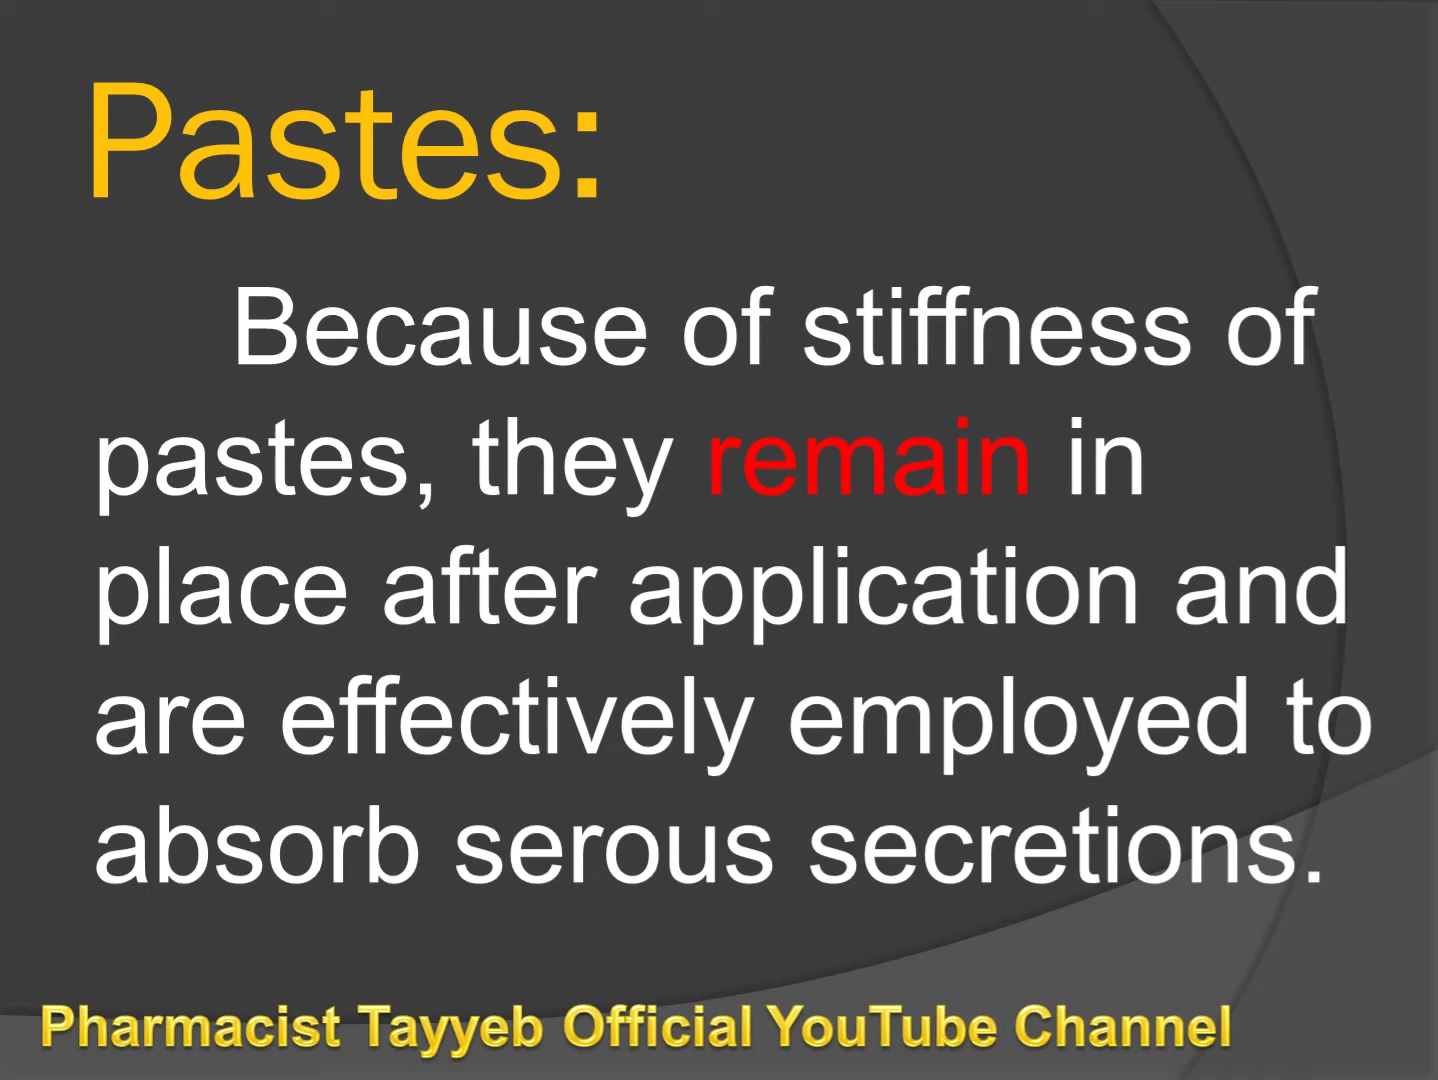 Pastes:
Because of stiffness of
pastes, they remain in
place after application and
are effectively employed to
absorb serous secretions.
Pharmacist Tayyeb Official YouTube Channel